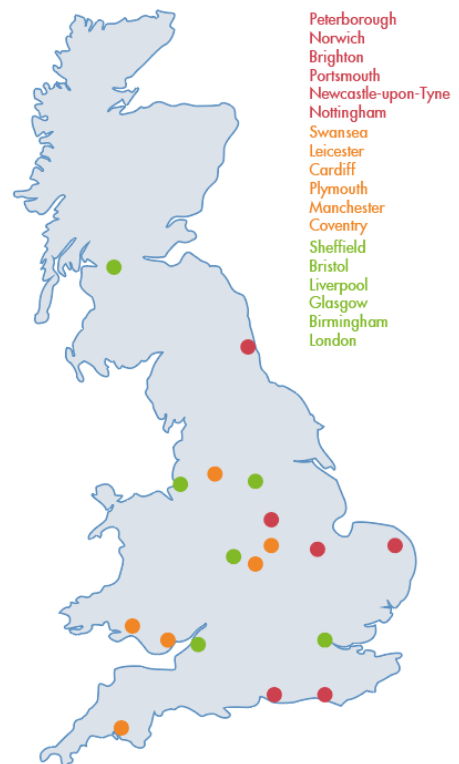 Peterborough
Norwich
Brighton
Portsmouth
Newcastle-upon-Tyne
Nottingham
Swansea
Leicester
Cardiff
Plymouth
Manchester
Coventry
Sheffield
Bristol
Liverpool
Glasgow
Birmingham
London